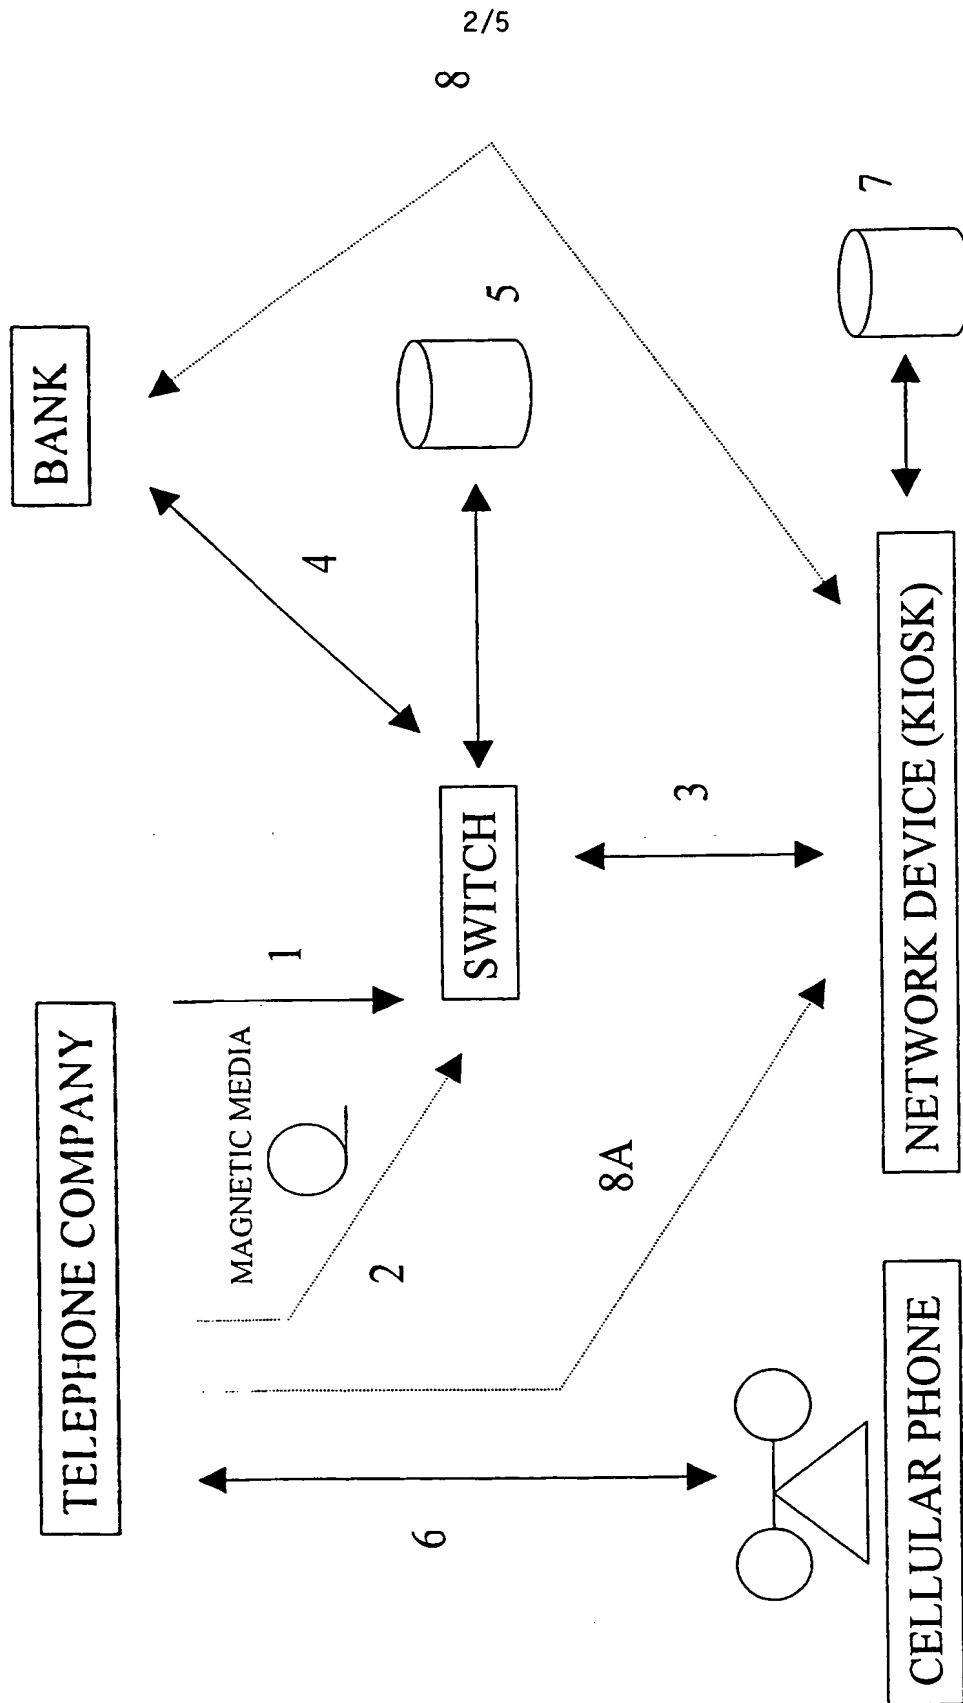 2/5
TELEPHONE COMPANY
BANK
MAGNETIC MEDIA
1
2
4
8
5
6
SWITCH
8A
3
7
CELLULAR PHONE
NETWORK DEVICE (KIOSK)